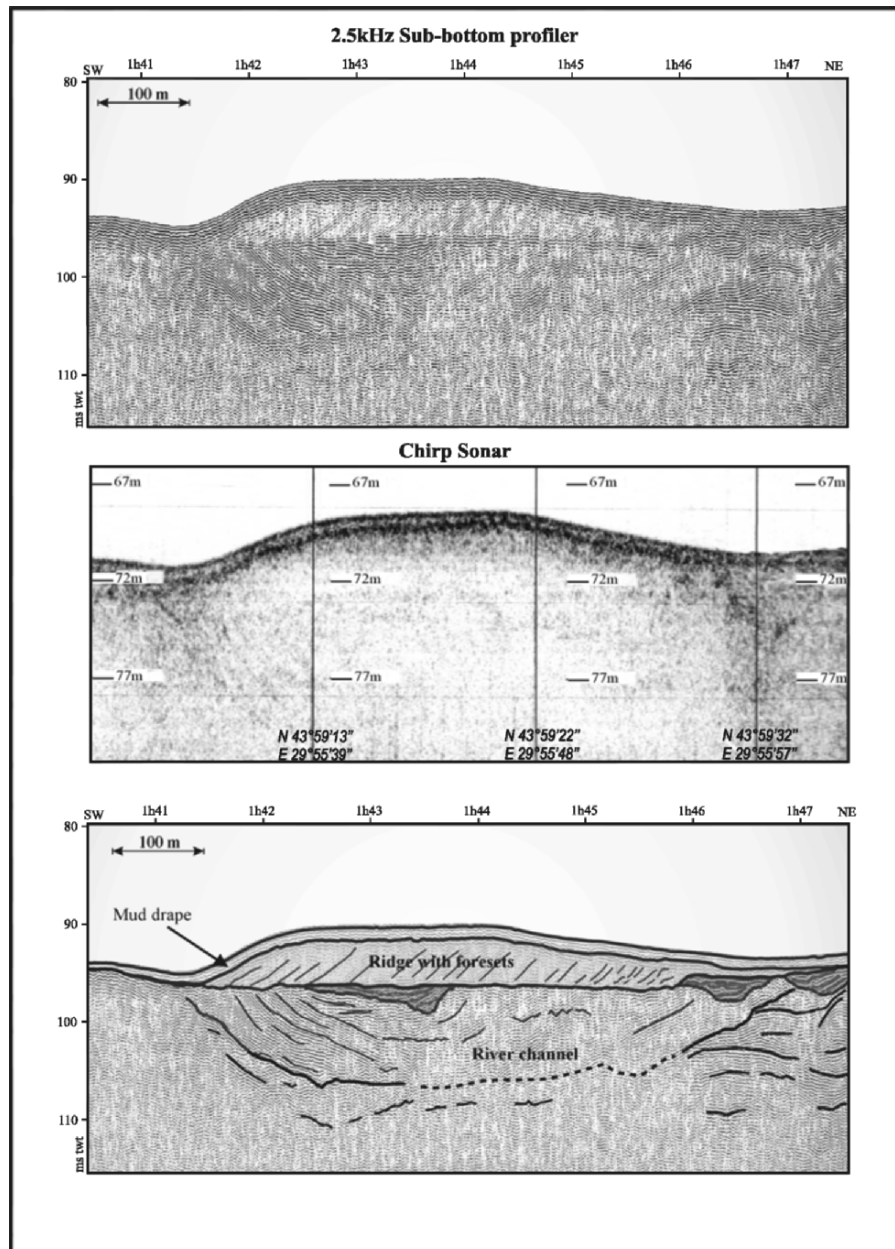 2.5kHz Sub-bottom profiler
SW 1h41 1h42 1h43 1h44 1h45 1h46 1h47 NE
80
100 m
90
100
110
ms twt
Chirp Sonar
67m 67m 67m 67m
72m 72m 72m 72m
77m 77m 77m 77m
N 43°59'13" N 43°59'22" N 43°59'32"
E 29°55'39" E 29°55'48" E 29°55'57"
SW 1h41 1h42 1h43 1h44 1h45 1h46 1h47 NE
80
100 m
90
Mud drape
Ridge with foresets
100
River channel
110
ms twt